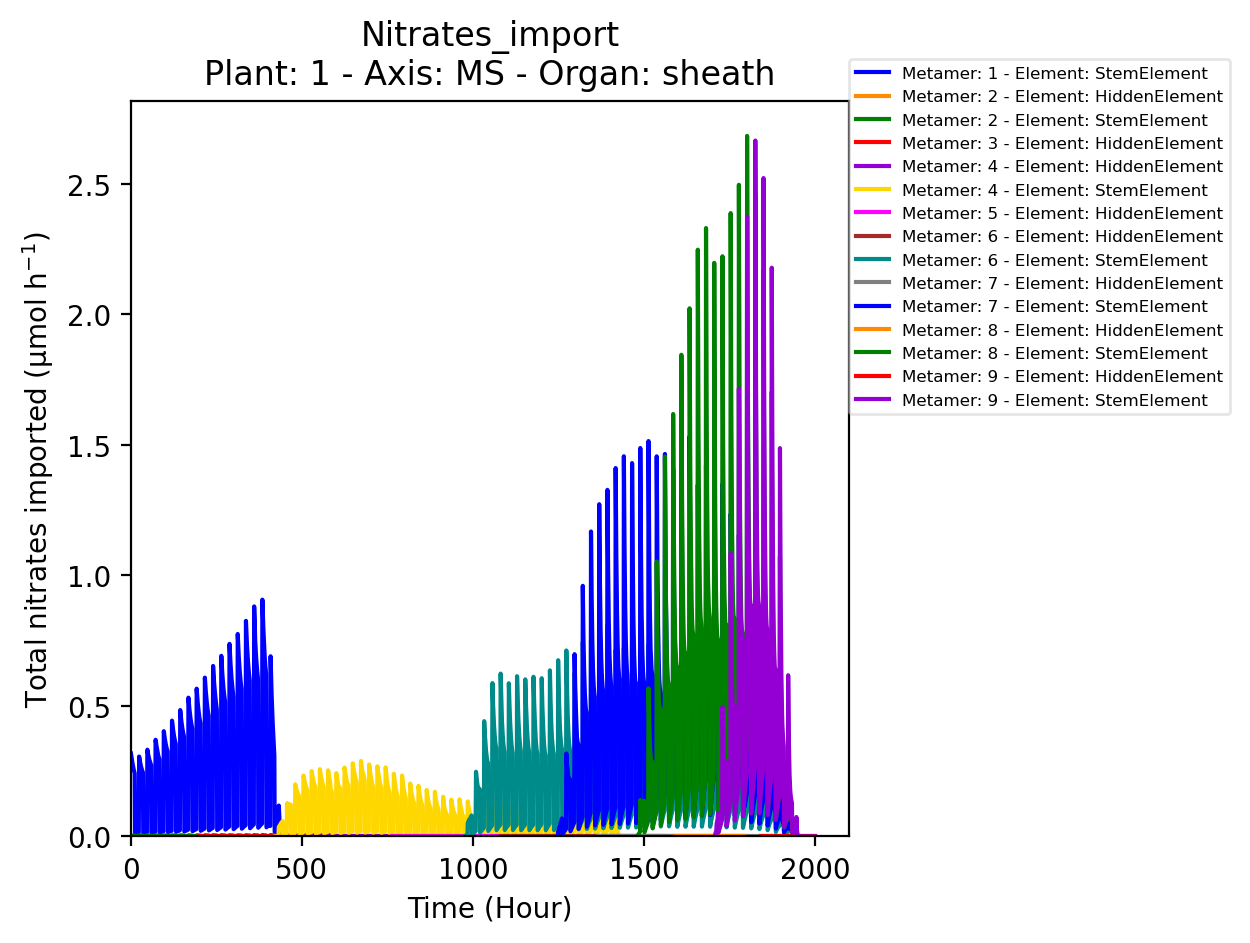 Nitrates_import
Plant: 1 - Axis: MS - Organ: sheath
Metamer: 1 - Element: StemElement
Metamer: 2 - Element: HiddenElement
Metamer: 2 - Element: StemElement
Metamer: 3 - Element: HiddenElement
Metamer: 4 - Element: HiddenElement
Metamer: 4 - Element: StemElement
Metamer: 5 - Element: HiddenElement
Metamer: 6 - Element: HiddenElement
Metamer: 6 - Element: StemElement
Metamer: 7 - Element: HiddenElement
Metamer: 7 - Element: StemElement
Metamer: 8 - Element: HiddenElement
Metamer: 8 - Element: StemElement
Metamer: 9 - Element: HiddenElement
Metamer: 9 - Element: StemElement
Total nitrates imported (µmol h⁻¹)
2.5
2.0
1.5
1.0
0.5
0.0
0 500 1000 1500 2000
Time (Hour)